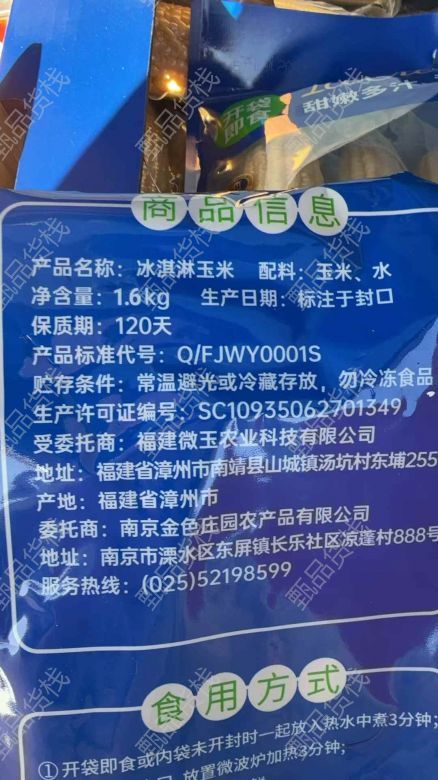 开袋
即食
甜嫩多汁
商品信息
产品名称：冰淇淋玉米 配料：玉米、水
净含量：1.6kg 生产日期：标注于封口
保质期：120天
产品标准代号：Q/FJWY0001S
贮存条件：常温避光或冷藏存放，勿冷冻食品
生产许可证编号：SC10935062701349
受委托商：福建微玉农业科技有限公司
地址：福建省漳州市南靖县山城镇汤坑村东埔255
产地：福建省漳州市
委托商：南京金色庄园农产品有限公司
地址：南京市溧水区东屏镇长乐社区凉蓬村888号
服务热线：(025)52198599
食用方式
①开袋即食或内袋未开封时一起放入热水中煮3分钟；
放置微波炉加热3分钟；
甄品货栈